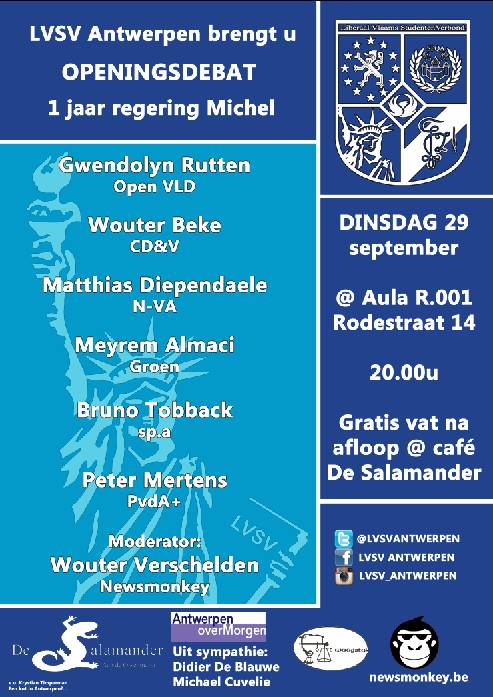 LVSV Antwerpen brengt u
OPENINGSDEBAT
1 jaar regering Michel
Liberaal Vlaams StudentenVerbond
Gwendolyn Rutten
Open VLD
Wouter Beke
CD&V
Matthias Diependaele
N-VA
Meyrem Almaci
Groen
Bruno Tobback
sp.a
Peter Mertens
PvdA+
Moderator:
Wouter Verschelden
Newsmonkey
LVSV
DINSDAG 29
september
@ Aula R.001
Rodestraat 14
20.00u
Gratis vat na
afloop @ café
De Salamander
@LVSVANTWERPEN
LVSV ANTWERPEN
LVSV_ANTWERPEN
De Salamander
Antwerpen
overMorgen
Uit sympathie:
Didier De Blauwe
Michael Cuvelie
newsmonkey.be